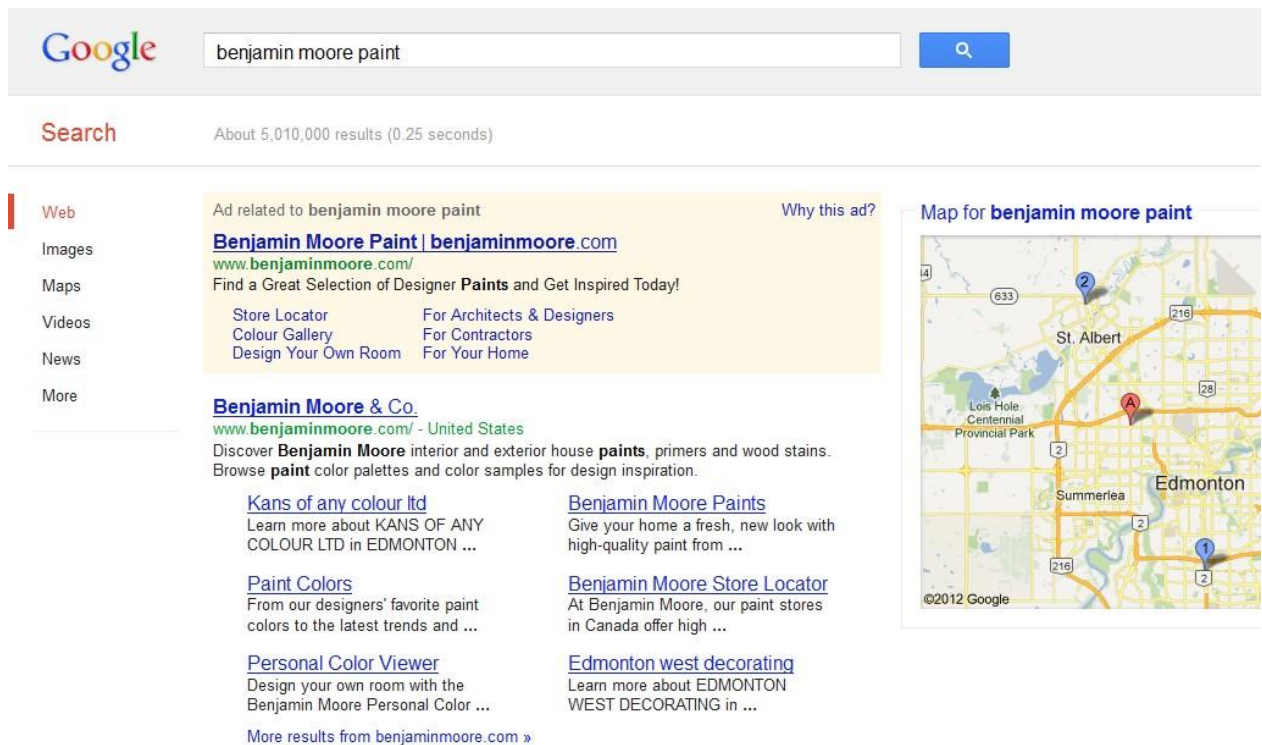 Google
benjamin moore paint
Search
About 5,010,000 results (0.25 seconds)
Web
Images
Maps
Videos
News
More
Ad related to benjamin moore paint
Why this ad?
Benjamin Moore Paint | benjaminmoore.com
www.benjaminmoore.com/
Find a Great Selection of Designer Paints and Get Inspired Today!
Store Locator
For Architects & Designers
Colour Gallery
For Contractors
Design Your Own Room
For Your Home
Benjamin Moore & Co.
www.benjaminmoore.com/ - United States
Discover Benjamin Moore interior and exterior house paints, primers and wood stains.
Browse paint color palettes and color samples for design inspiration.
Kans of any colour ltd
Learn more about KANS OF ANY
COLOUR LTD in EDMONTON ...
Benjamin Moore Paints
Give your home a fresh, new look with
high-quality paint from ...
Paint Colors
From our designers' favorite paint
colors to the latest trends and ...
Benjamin Moore Store Locator
At Benjamin Moore, our paint stores
in Canada offer high ...
Personal Color Viewer
Design your own room with the
Benjamin Moore Personal Color ...
Edmonton west decorating
Learn more about EDMONTON
WEST DECORATING in ...
More results from benjaminmoore.com »
Map for benjamin moore paint
2
633
216
St. Albert
28
A
Lois Hole
Centennial
Provincial Park
2
Edmonton
Summerlea
2
1
216
2
©2012 Google